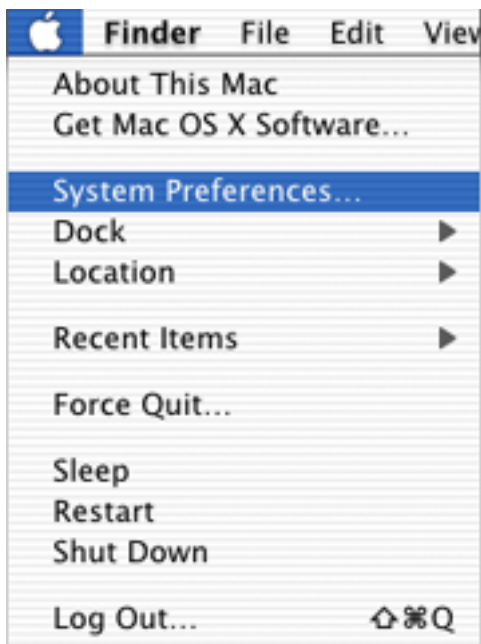 Finder File Edit View
About This Mac
Get Mac OS X Software...
System Preferences...
Dock
Location
Recent Items
Force Quit...
Sleep
Restart
Shut Down
Log Out... ⇧⌘Q